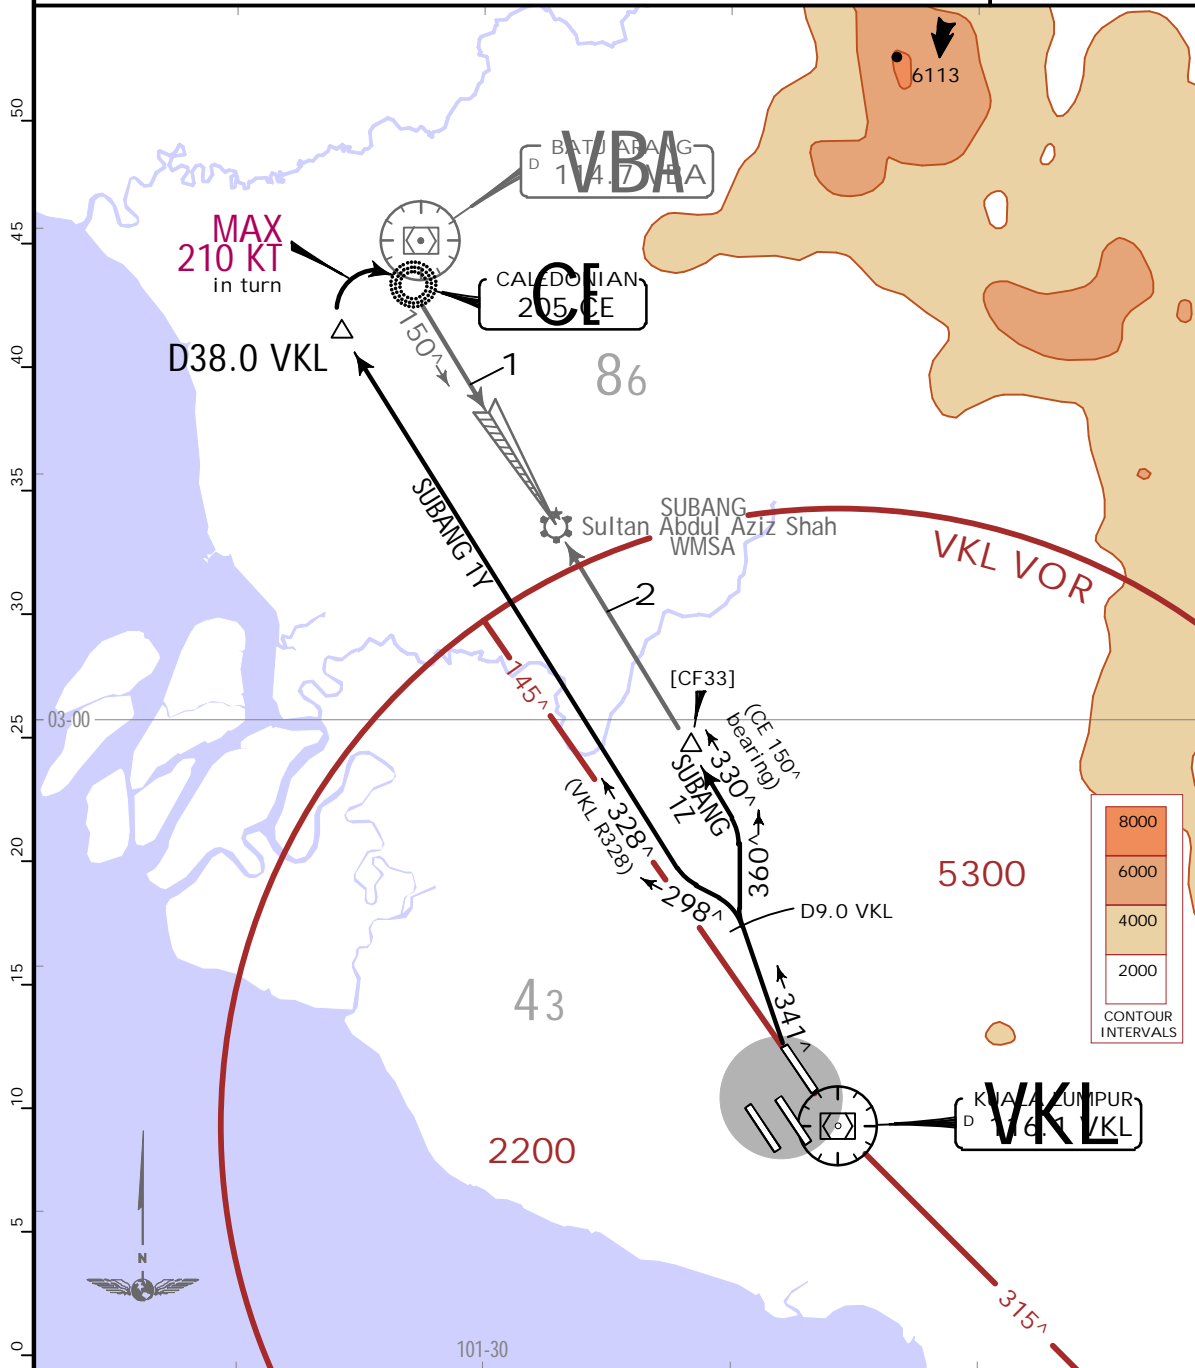 6113
BATU ARANG
D 114.7 VBA
VBA
MAX
210 KT
in turn
CALEDONIAN
205 CE
CE
D38.0 VKL
150^
1
86
SUBANG 1Y
SUBANG
Sultan Abdul Aziz Shah
WMSA
VKL VOR
2
[CF33]
145^
03-00
(CE 150^
bearing)
330^
SUBANG
1Z
328^
(VKL R328)
360^
298^
D9.0 VKL
5300
8000
6000
4000
2000
CONTOUR
INTERVALS
43
341^
KUALA LUMPUR
D 116.1 VKL
VKL
2200
N
315^
101-30
50
45
40
35
30
25
20
15
10
5
0